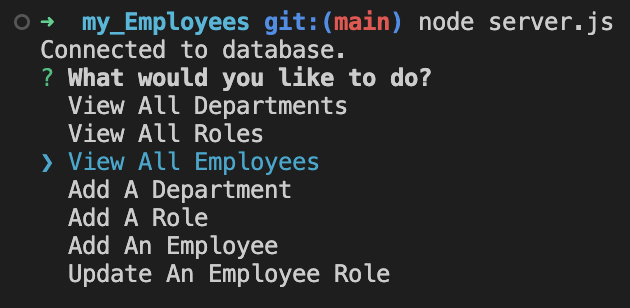 ➜ my_Employees git:(main) node server.js
Connected to database.
? What would you like to do?
View All Departments
View All Roles
❯ View All Employees
Add A Department
Add A Role
Add An Employee
Update An Employee Role